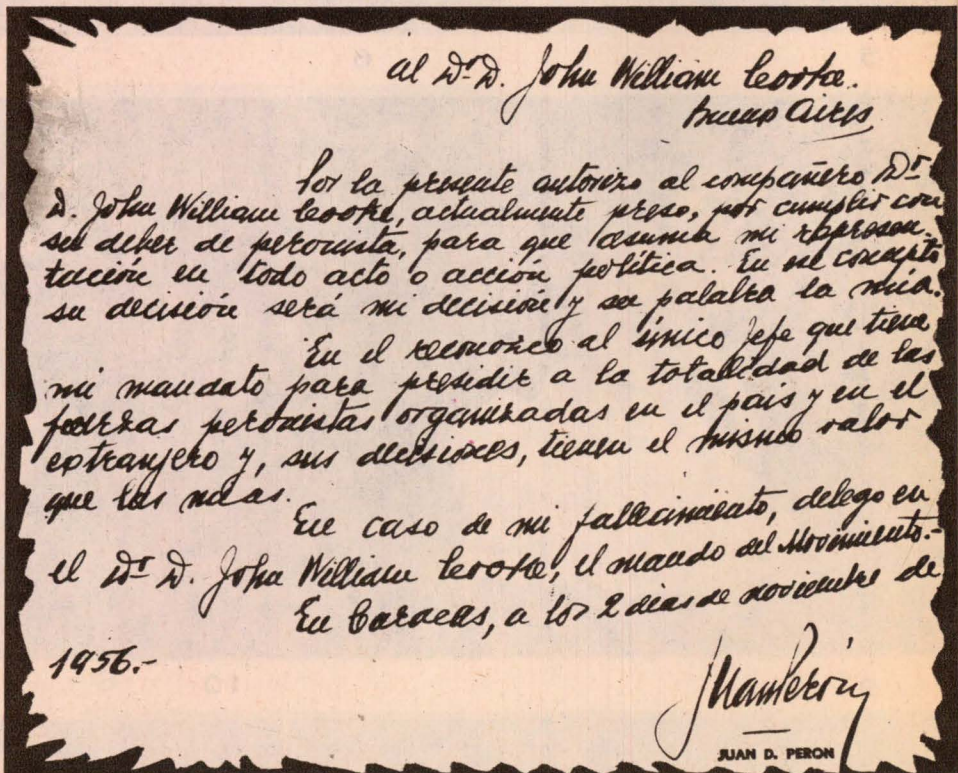 Al Dr. D. John William Cooke.
Buenos Aires
Por la presente autorizo al compañero Dr.
D. John William Cooke, actualmente preso, por cumplir con
su deber de peronista, para que asuma mi represen-
tación en todo acto o acción política. En ese concepto
su decisión será mi decisión y su palabra la mía.
En el reconozco al único jefe que tiene
mi mandato para presidir a la totalidad de las
fuerzas peronistas organizadas en el país y en el
extranjero y, sus decisiones, tienen el mismo valor
que las mías.
En caso de mi fallecimiento, delego en
el Dr. D. John William Cooke, el mando del Movimiento.-
En Caracas, a los 2 días de noviembre de
1956.-
Juan Perón
JUAN D. PERON